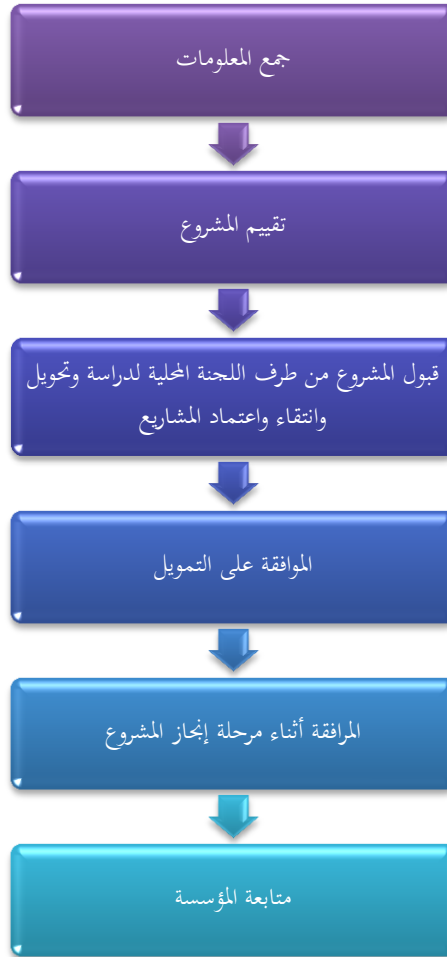 جمع المعلومات
تقييم المشروع
قبول المشروع من طرف اللجنة المحلية لدراسة وتحويل
وانتقاء واعتماد المشاريع
الموافقة على التمويل
المرافقة أثناء مرحلة إنجاز المشروع
متابعة المؤسسة